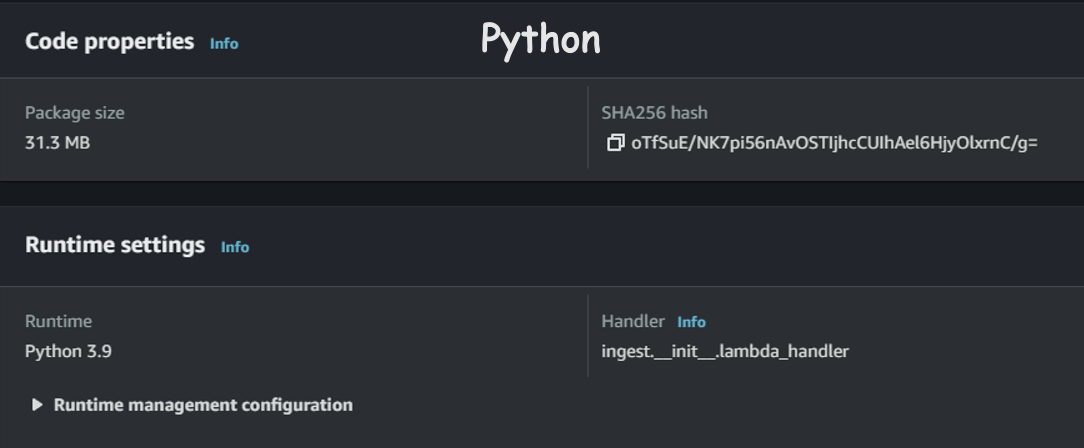 Code properties Info
Python
Package size
31.3 MB
SHA256 hash
oTfSuE/NK7pi56nAvOSTIjhcCUIhAel6HjyOlxrnC/g=
Runtime settings Info
Runtime
Python 3.9
Handler Info
ingest.__init__.lambda_handler
Runtime management configuration